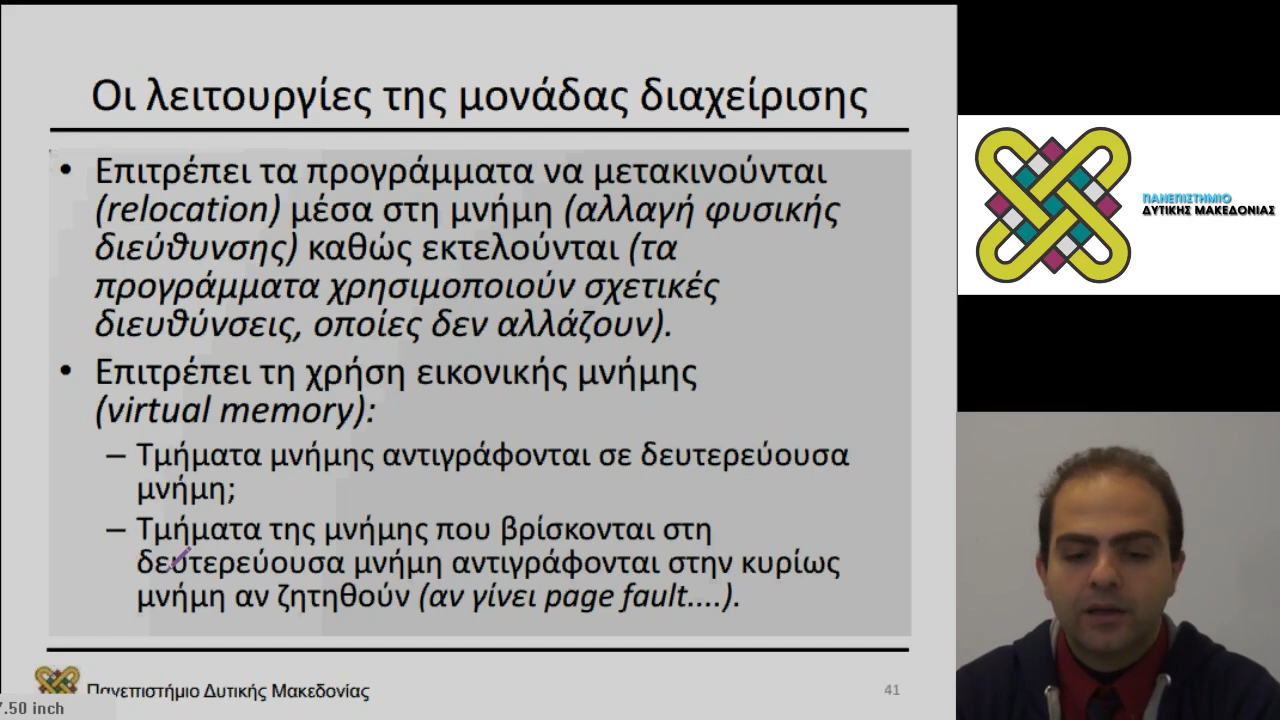 Οι λειτουργίες της μονάδας διαχείρισης
• Επιτρέπει τα προγράμματα να μετακινούνται
(relocation) μέσα στη μνήμη (αλλαγή φυσικής
διεύθυνσης) καθώς εκτελούνται (τα
προγράμματα χρησιμοποιούν σχετικές
διευθύνσεις, οποίες δεν αλλάζουν).
• Επιτρέπει τη χρήση εικονικής μνήμης
(virtual memory):
– Τμήματα μνήμης αντιγράφονται σε δευτερεύουσα
μνήμη;
– Τμήματα της μνήμης που βρίσκονται στη
δευτερεύουσα μνήμη αντιγράφονται στην κυρίως
μνήμη αν ζητηθούν (αν γίνει page fault....).
Πανεπιστήμιο Δυτικής Μακεδονίας
41
7.50 inch
ΠΑΝΕΠΙΣΤΗΜΙΟ
ΔΥΤΙΚΗΣ ΜΑΚΕΔΟΝΙΑΣ